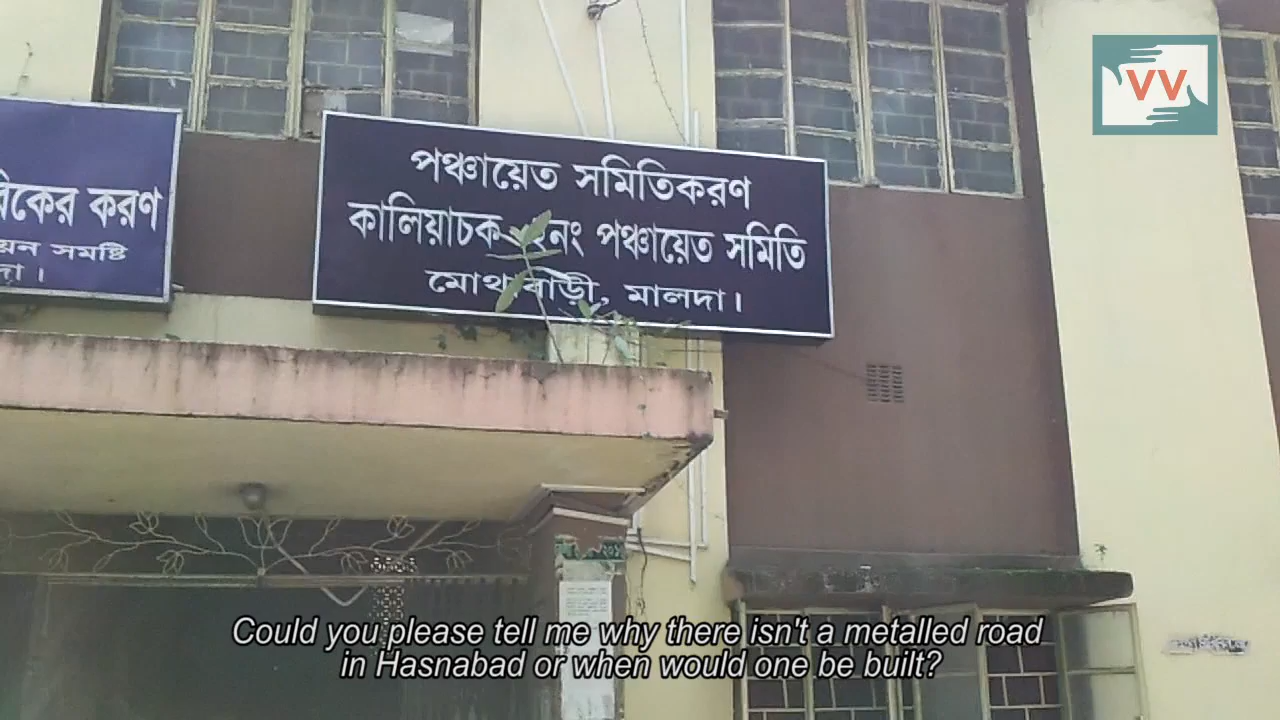 VV
পঞ্চায়েত সমিতিকরণ
কালিয়াচক ২নং পঞ্চায়েত সমিতি
মোথাবাড়ী, মালদা।
করণ
সমষ্টি
Could you please tell me why there isn't a metalled road
in Hasnabad or when would one be built?